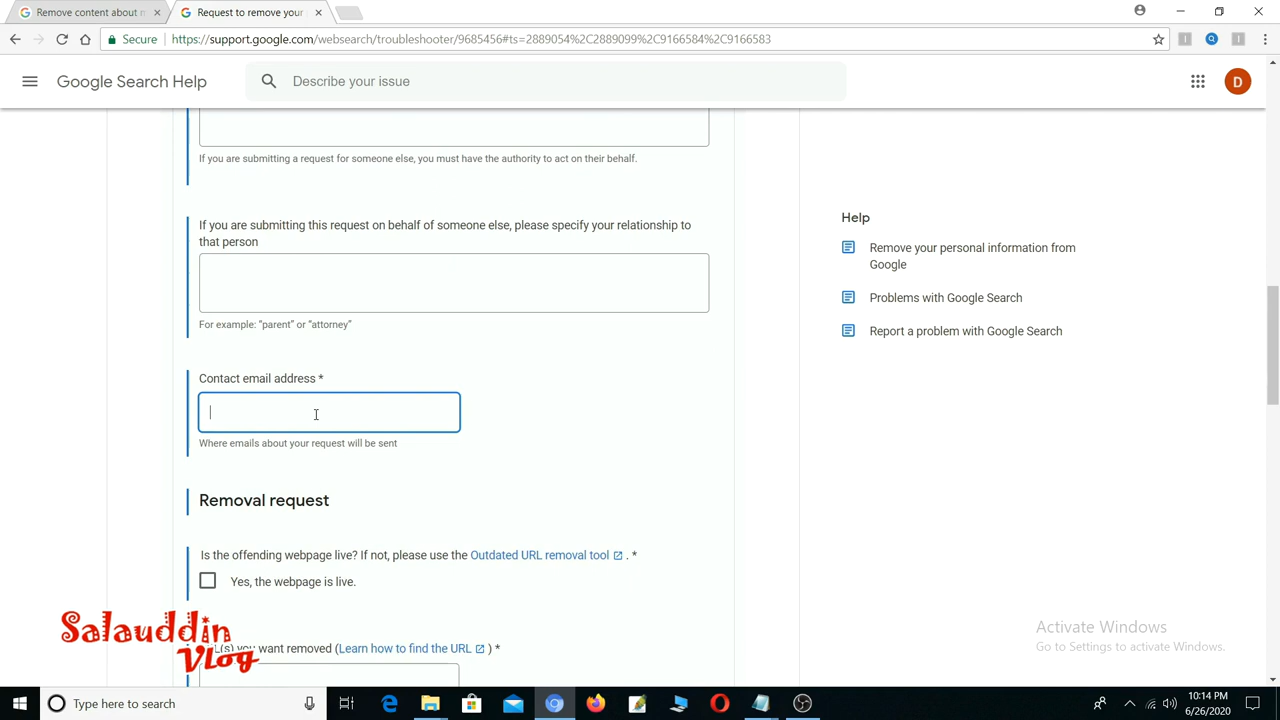 Remove content about m
Request to remove your
Secure
https://support.google.com/websearch/troubleshooter/9685456#ts=2889054%2C2889099%2C9166584%2C9166583
Google Search Help
Describe your issue
D
If you are submitting a request for someone else, you must have the authority to act on their behalf.
If you are submitting this request on behalf of someone else, please specify your relationship to
that person
For example: "parent" or "attorney"
Contact email address *
Where emails about your request will be sent
Removal request
Is the offending webpage live? If not, please use the Outdated URL removal tool . *
Yes, the webpage is live.
(s) you want removed (Learn how to find the URL ) *
Help
Remove your personal information from
Google
Problems with Google Search
Report a problem with Google Search
Salauddin
Vlog
Activate Windows
Go to Settings to activate Windows.
Type here to search
10:14 PM
6/26/2020